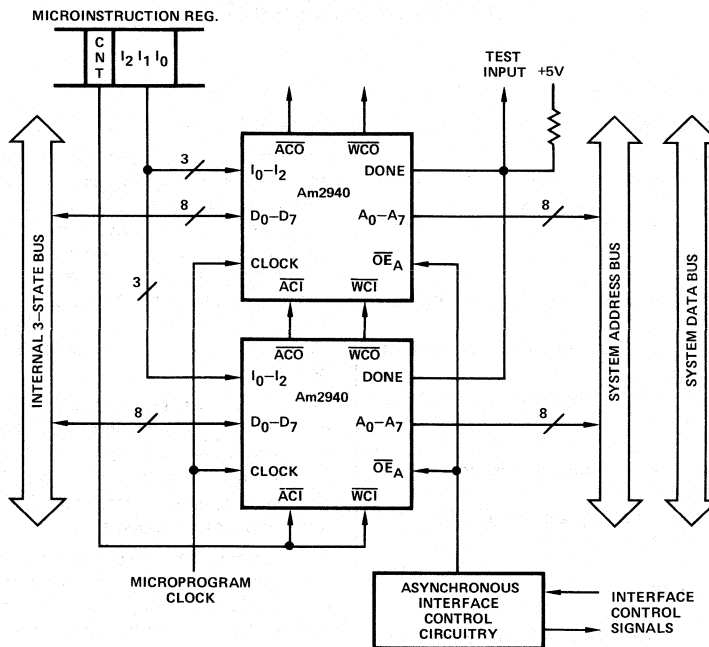 MICROINSTRUCTION REG.
CNT
I2 I1 I0
TEST INPUT
+5V
ACO
WCO
3
I0–I2
DONE
Am2940
8
D0–D7
A0–A7
8
CLOCK
OEA
3
ACI
WCI
ACO
WCO
I0–I2
DONE
Am2940
8
D0–D7
A0–A7
8
CLOCK
OEA
ACI
WCI
INTERNAL 3–STATE BUS
SYSTEM ADDRESS BUS
SYSTEM DATA BUS
MICROPROGRAM
CLOCK
ASYNCHRONOUS
INTERFACE
CONTROL
CIRCUITRY
INTERFACE
CONTROL
SIGNALS